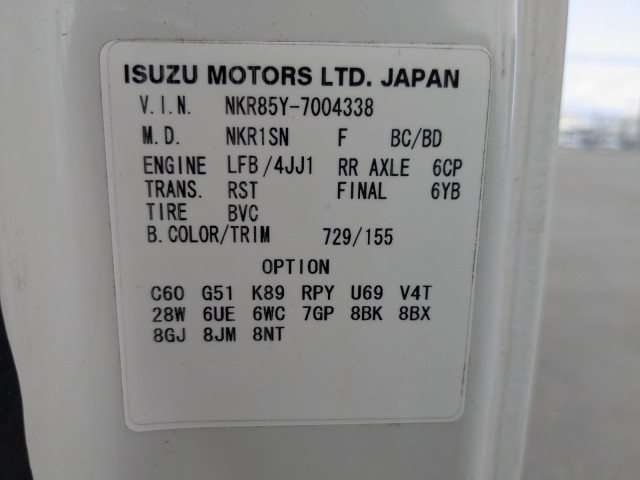 ISUZU MOTORS LTD. JAPAN
V.I.N. NKR85Y-7004338
M.D. NKR1SN F BC/BD
ENGINE LFB/4JJ1 RR AXLE 6CP
TRANS. RST FINAL 6YB
TIRE BVC
B.COLOR/TRIM 729/155
OPTION
C60 G51 K89 RPY U69 V4T
28W 6UE 6WC 7GP 8BK 8BX
8GJ 8JM 8NT